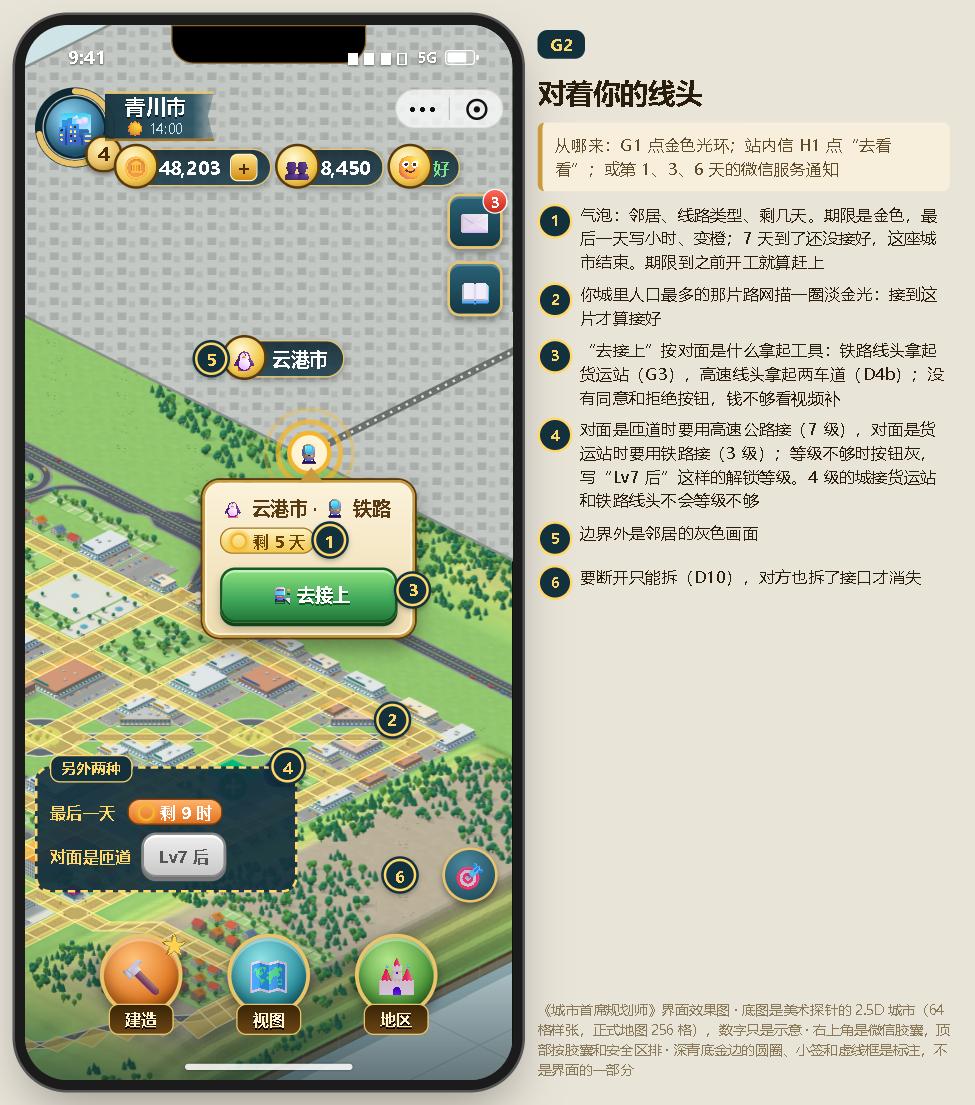 9:41
5G
青川市
14:00
4
48,203
+
8,450
好
3
5
云港市
云港市 · 铁路
剩 5 天
1
去接上
3
2
另外两种
4
最后一天
剩 9 时
对面是匝道
Lv7 后
6
建造
视图
地区
G2
对着你的线头
从哪来：G1 点金色光环；站内信 H1 点“去看
看”；或第 1、3、6 天的微信服务通知
1
气泡：邻居、线路类型、剩几天。期限是金色，最
后一天写小时、变橙；7 天到了还没接好，这座城
市结束。期限到之前开工就算赶上
2
你城里人口最多的那片路网描一圈淡金光：接到这
片才算接好
3
“去接上”按对面是什么拿起工具：铁路线头拿起
货运站（G3），高速线头拿起两车道（D4b）；没
有同意和拒绝按钮，钱不够看视频补
4
对面是匝道时要用高速公路接（7 级），对面是货
运站时要用铁路接（3 级）；等级不够时按钮灰，
写“Lv7 后”这样的解锁等级。4 级的城接货运站
和铁路线头不会等级不够
5
边界外是邻居的灰色画面
6
要断开只能拆（D10），对方也拆了接口才消失
《城市首席规划师》界面效果图 · 底图是美术探针的 2.5D 城市（64
格样张，正式地图 256 格），数字只是示意 · 右上角是微信胶囊，顶
部按胶囊和安全区排 · 深青底金边的圆圈、小签和虚线框是标注，不
是界面的一部分